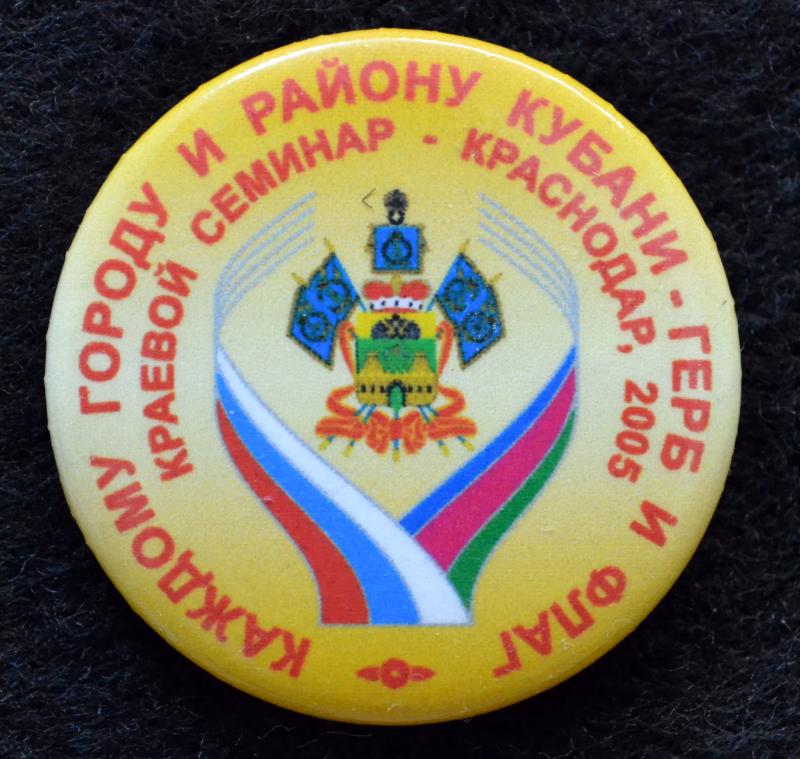 КАЖДОМУ ГОРОДУ И РАЙОНУ КУБАНИ - ГЕРБ И ФЛАГ
КРАЕВОЙ СЕМИНАР - КРАСНОДАР, 2005